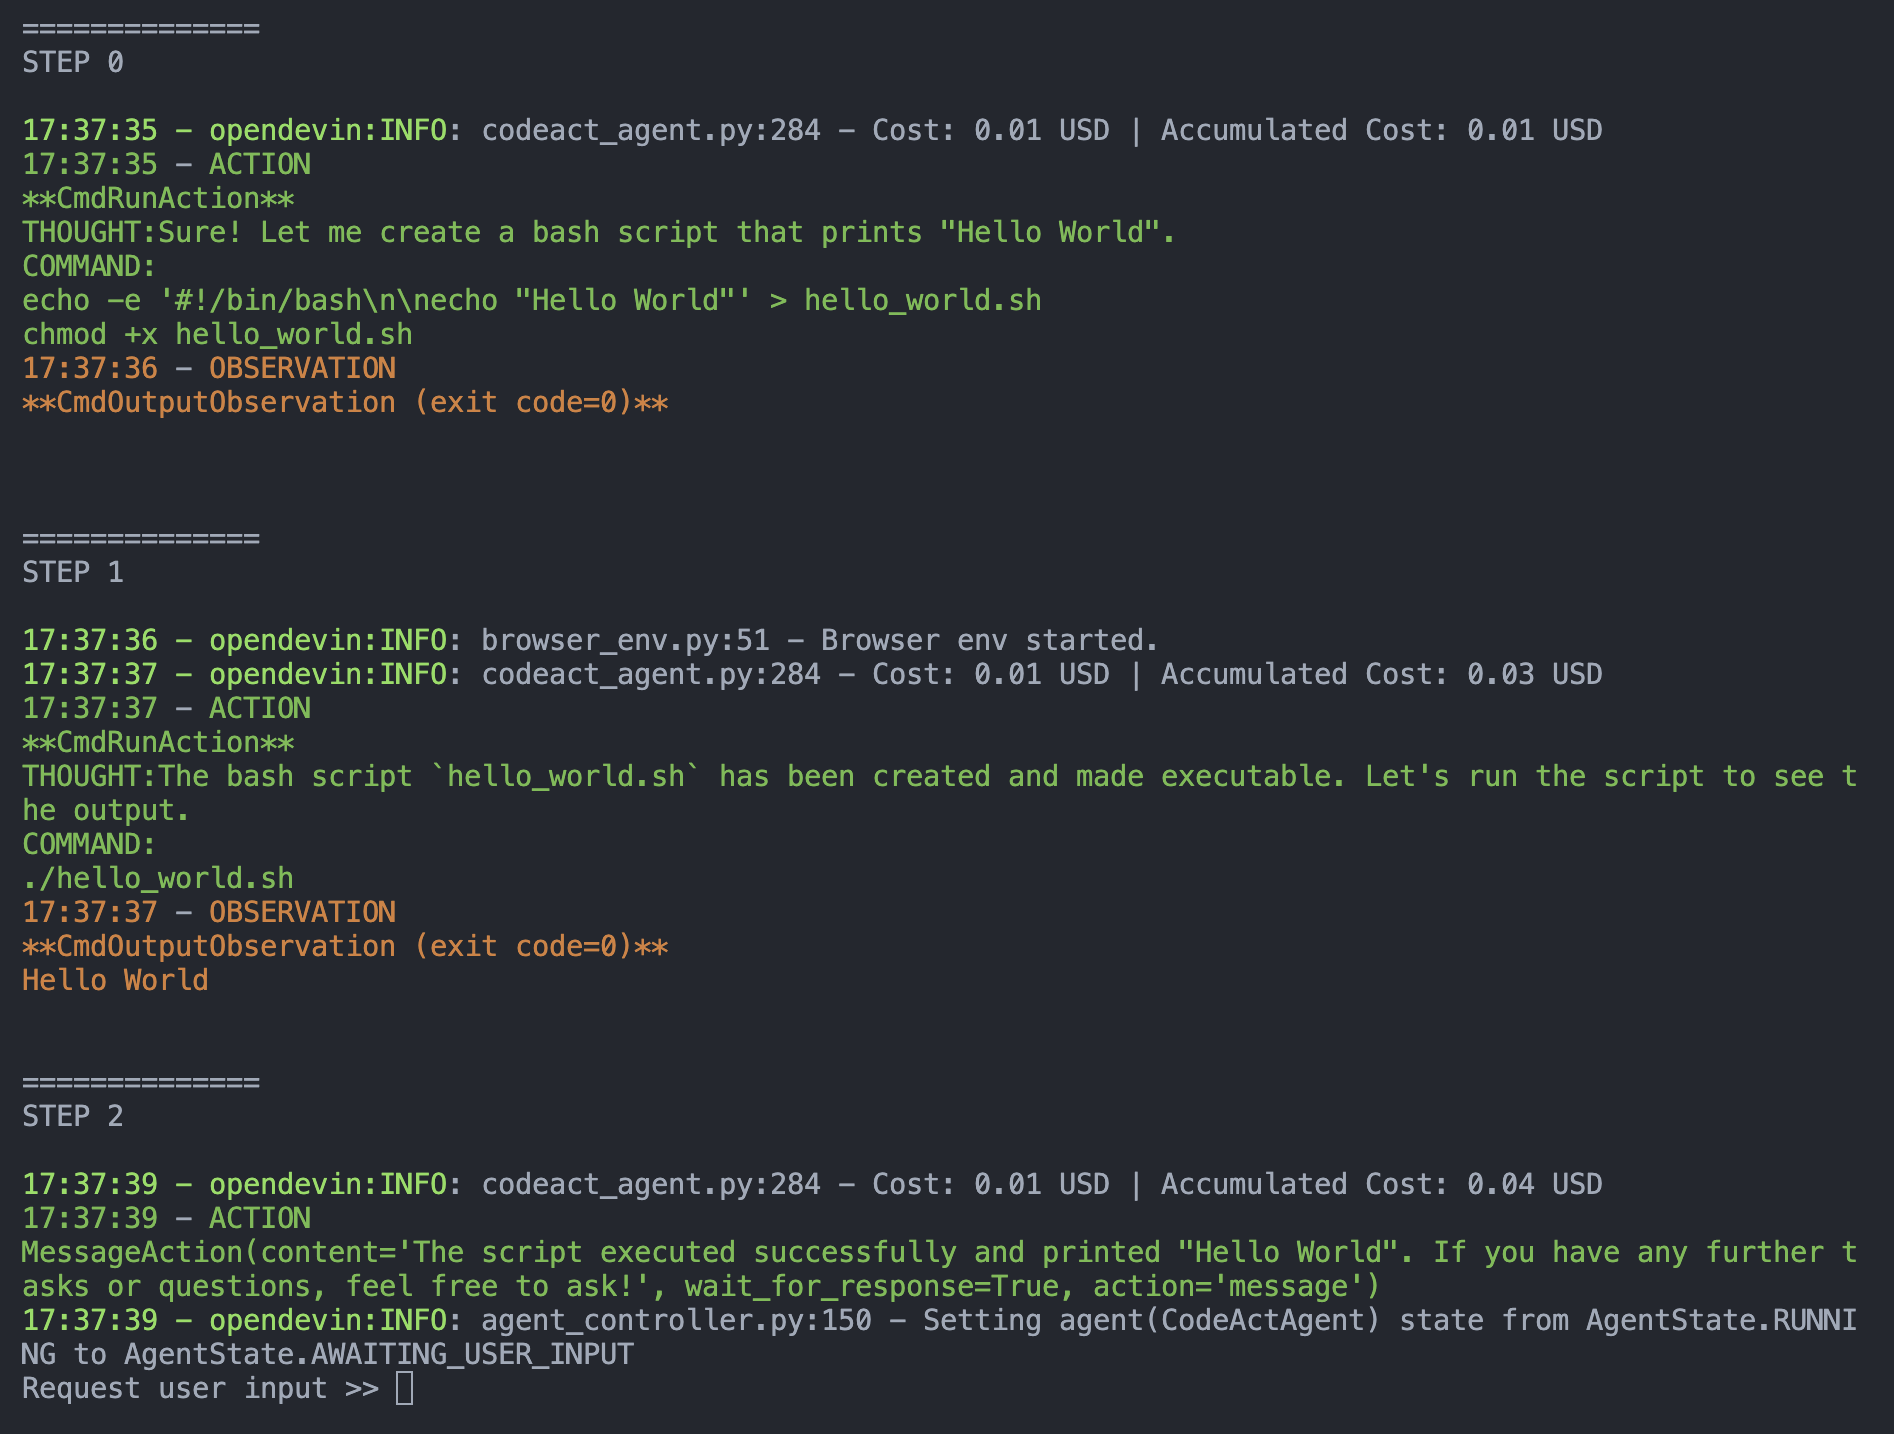 ==============
STEP 0
17:37:35 - opendevin:INFO: codeact_agent.py:284 - Cost: 0.01 USD | Accumulated Cost: 0.01 USD
17:37:35 - ACTION
**CmdRunAction**
THOUGHT:Sure! Let me create a bash script that prints "Hello World".
COMMAND:
echo -e '#!/bin/bash\n\necho "Hello World"' > hello_world.sh
chmod +x hello_world.sh
17:37:36 - OBSERVATION
**CmdOutputObservation (exit code=0)**
==============
STEP 1
17:37:36 - opendevin:INFO: browser_env.py:51 - Browser env started.
17:37:37 - opendevin:INFO: codeact_agent.py:284 - Cost: 0.01 USD | Accumulated Cost: 0.03 USD
17:37:37 - ACTION
**CmdRunAction**
THOUGHT:The bash script `hello_world.sh` has been created and made executable. Let's run the script to see t
he output.
COMMAND:
./hello_world.sh
17:37:37 - OBSERVATION
**CmdOutputObservation (exit code=0)**
Hello World
==============
STEP 2
17:37:39 - opendevin:INFO: codeact_agent.py:284 - Cost: 0.01 USD | Accumulated Cost: 0.04 USD
17:37:39 - ACTION
MessageAction(content='The script executed successfully and printed "Hello World". If you have any further t
asks or questions, feel free to ask!', wait_for_response=True, action='message')
17:37:39 - opendevin:INFO: agent_controller.py:150 - Setting agent(CodeActAgent) state from AgentState.RUNNI
NG to AgentState.AWAITING_USER_INPUT
Request user input >>